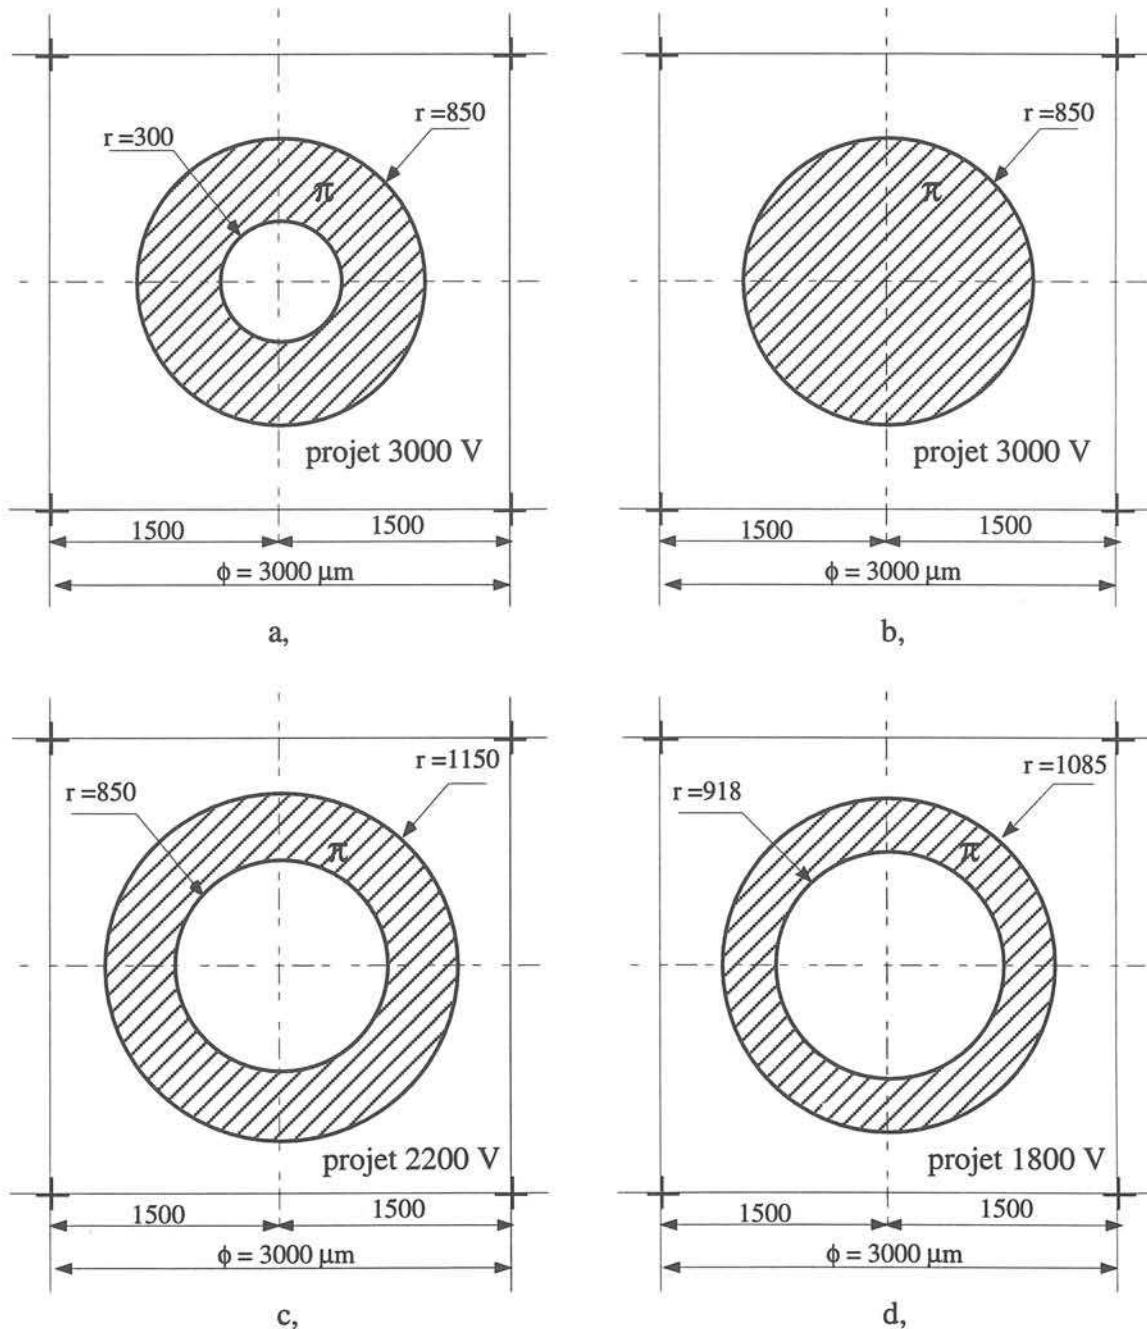 r =850
r =300
π
projet 3000 V
1500 1500
ϕ = 3000 µm
a,
r =850
π
projet 3000 V
1500 1500
ϕ = 3000 µm
b,
r =1150
r =850
π
projet 2200 V
1500 1500
ϕ = 3000 µm
c,
r =1085
r =918
π
projet 1800 V
1500 1500
ϕ = 3000 µm
d,